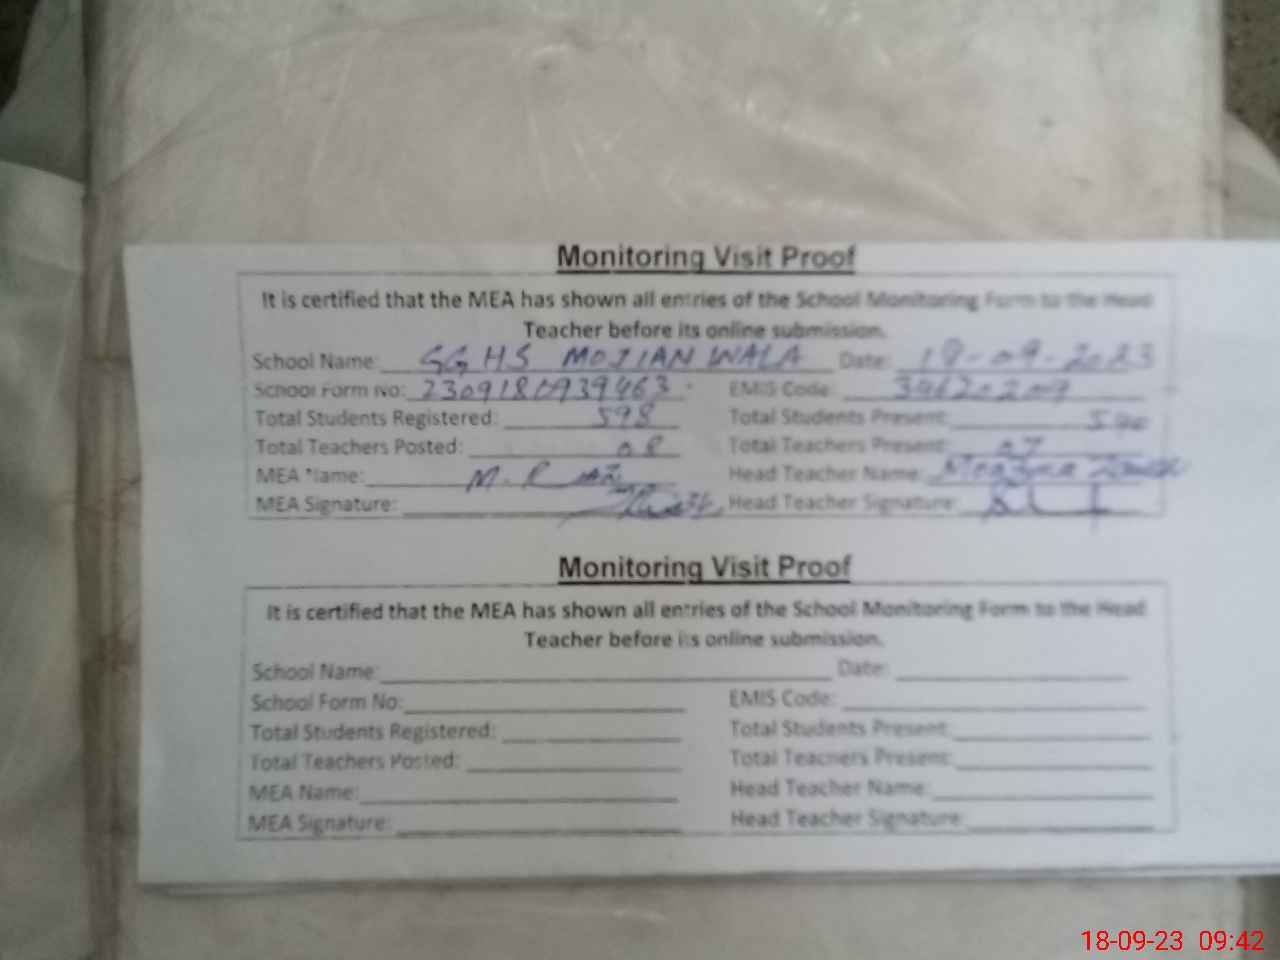 Monitoring Visit Proof
It is certified that the MEA has shown all entries of the School Monitoring Form to the Head
Teacher before its online submission.
School Name: GGHS MOJIAN WALA Date: 18-09-2023
School Form No: 230918093946​3 EMIS Code: 34620209
Total Students Registered: 598 Total Students Present: 540
Total Teachers Posted: 08 Total Teachers Present: 07
MEA Name: M. Head Teacher Name:
MEA Signature: Head Teacher Signature:
Monitoring Visit Proof
It is certified that the MEA has shown all entries of the School Monitoring Form to the Head
Teacher before its online submission.
School Name: Date:
School Form No: EMIS Code:
Total Students Registered: Total Students Present:
Total Teachers Posted: Total Teachers Present:
MEA Name: Head Teacher Name:
MEA Signature: Head Teacher Signature:
18-09-23 09:42